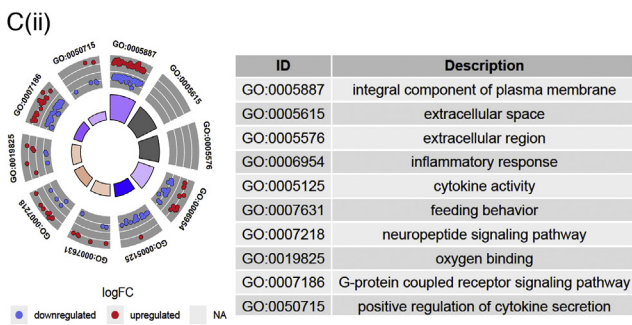 C(ii)
GO:0050715
GO:0005887
GO:0005615
GO:0005576
GO:0006954
GO:0005125
GO:0007631
GO:0007218
GO:0019825
GO:0007186
logFC
downregulated upregulated NA
ID Description
GO:0005887 integral component of plasma membrane
GO:0005615 extracellular space
GO:0005576 extracellular region
GO:0006954 inflammatory response
GO:0005125 cytokine activity
GO:0007631 feeding behavior
GO:0007218 neuropeptide signaling pathway
GO:0019825 oxygen binding
GO:0007186 G-protein coupled receptor signaling pathway
GO:0050715 positive regulation of cytokine secretion